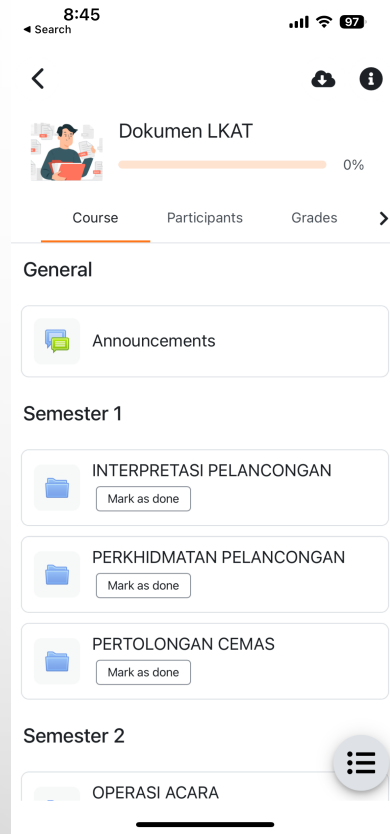 8:45
◀ Search
97
Dokumen LKAT
0%
Course Participants Grades
General
Announcements
Semester 1
INTERPRETASI PELANCONGAN
Mark as done
PERKHIDMATAN PELANCONGAN
Mark as done
PERTOLONGAN CEMAS
Mark as done
Semester 2
OPERASI ACARA